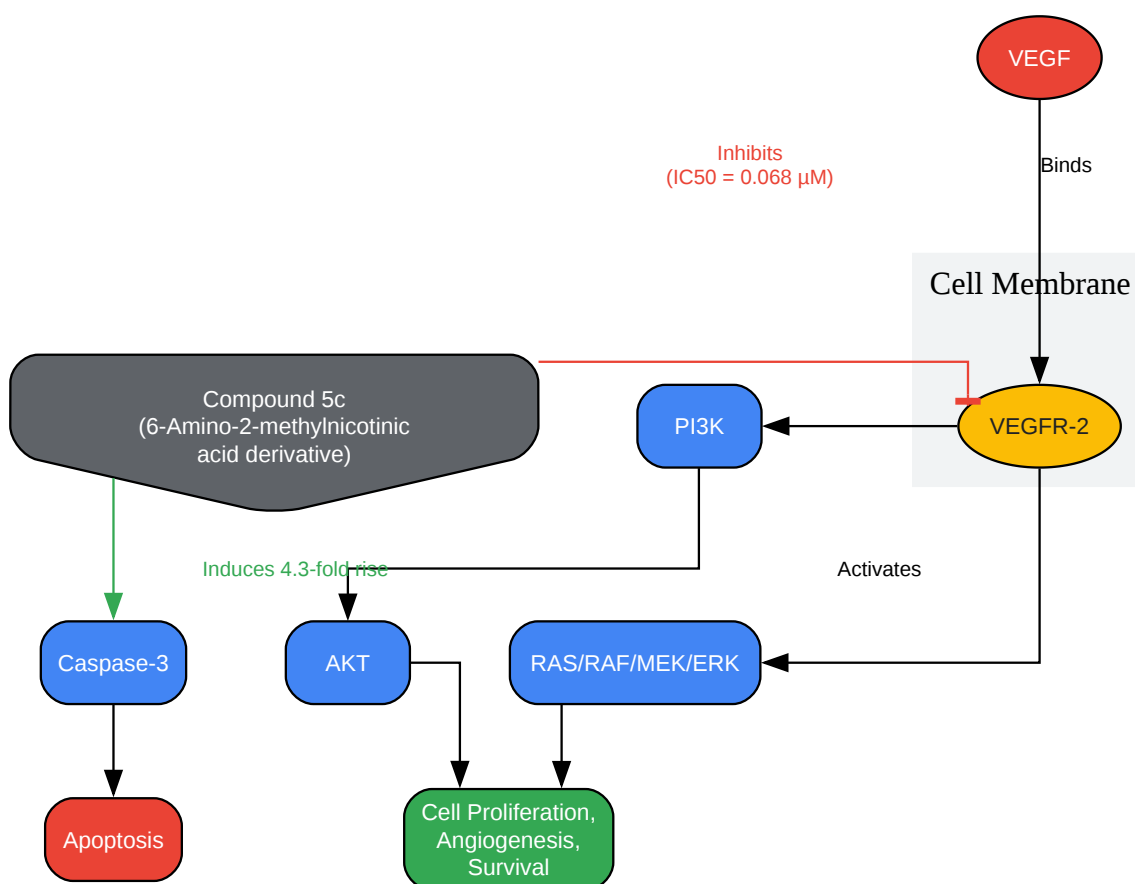 VEGF
Inhibits
(IC50 = 0.068 µM)
Binds
Cell Membrane
Compound 5c
(6-Amino-2-methylnicotinic
acid derivative)
PI3K
VEGFR-2
Induces 4.3-fold rise
Activates
Caspase-3
AKT
RAS/RAF/MEK/ERK
Apoptosis
Cell Proliferation,
Angiogenesis,
Survival